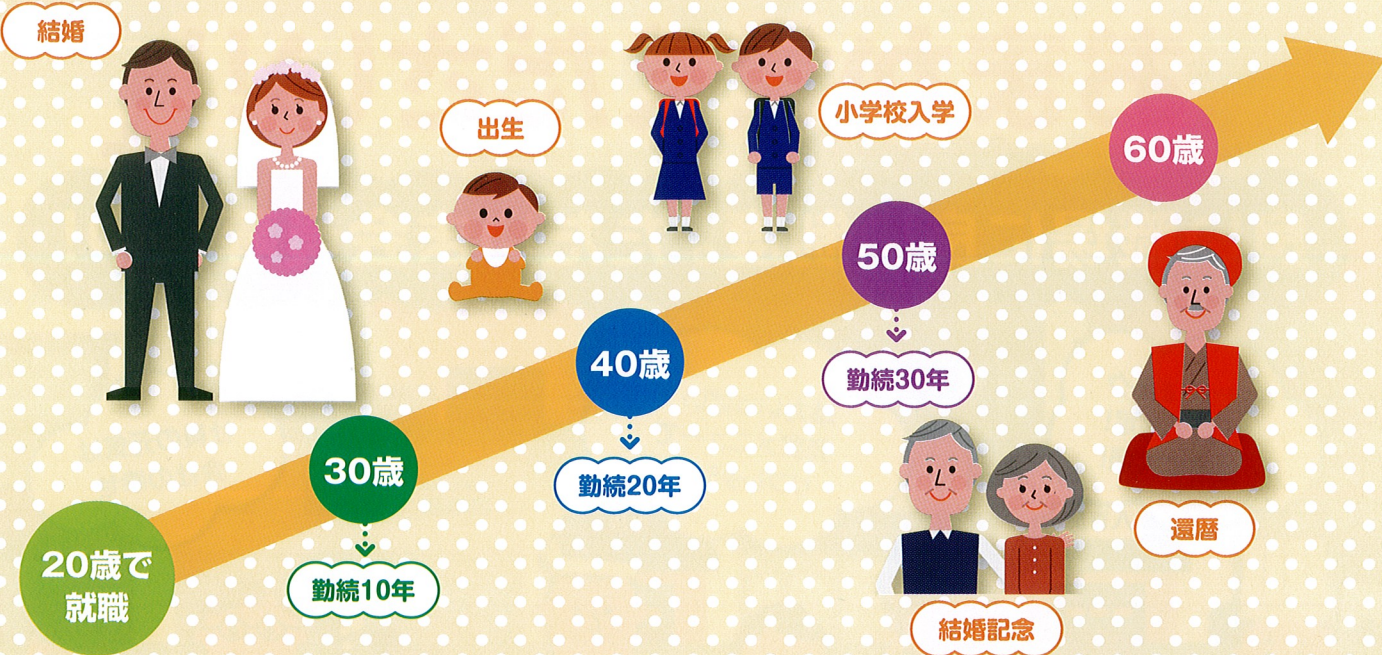 結婚
出生
小学校入学
60歳
50歳
勤続30年
40歳
勤続20年
30歳
勤続10年
20歳で
就職
還暦
結婚記念